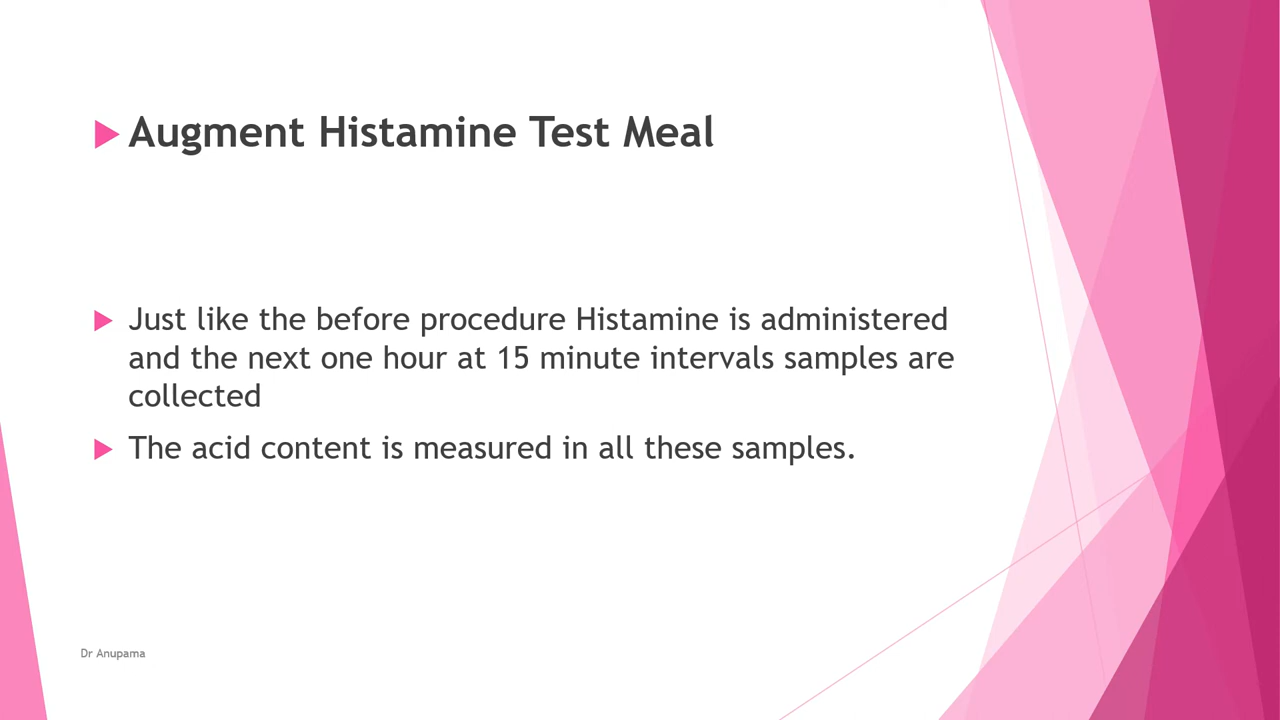 Augment Histamine Test Meal
Just like the before procedure Histamine is administered
and the next one hour at 15 minute intervals samples are
collected
The acid content is measured in all these samples.
Dr Anupama